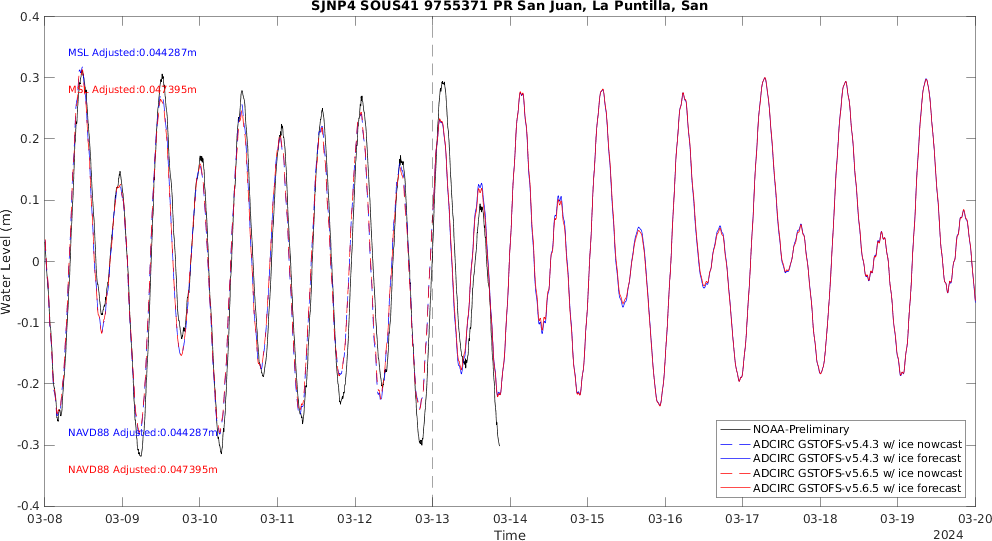 SJNP4 SOUS41 9755371 PR San Juan, La Puntilla, San
0.4
0.3
0.2
0.1
0
-0.1
-0.2
-0.3
-0.4
Water Level (m)
MSL Adjusted:0.044287m
MSL Adjusted:0.047395m
NAVD88 Adjusted:0.044287m
NAVD88 Adjusted:0.047395m
NOAA-Preliminary
ADCIRC GSTOFS-v5.4.3 w/ ice nowcast
ADCIRC GSTOFS-v5.4.3 w/ ice forecast
ADCIRC GSTOFS-v5.6.5 w/ ice nowcast
ADCIRC GSTOFS-v5.6.5 w/ ice forecast
03-08 03-09 03-10 03-11 03-12 03-13 03-14 03-15 03-16 03-17 03-18 03-19 03-20
Time
2024